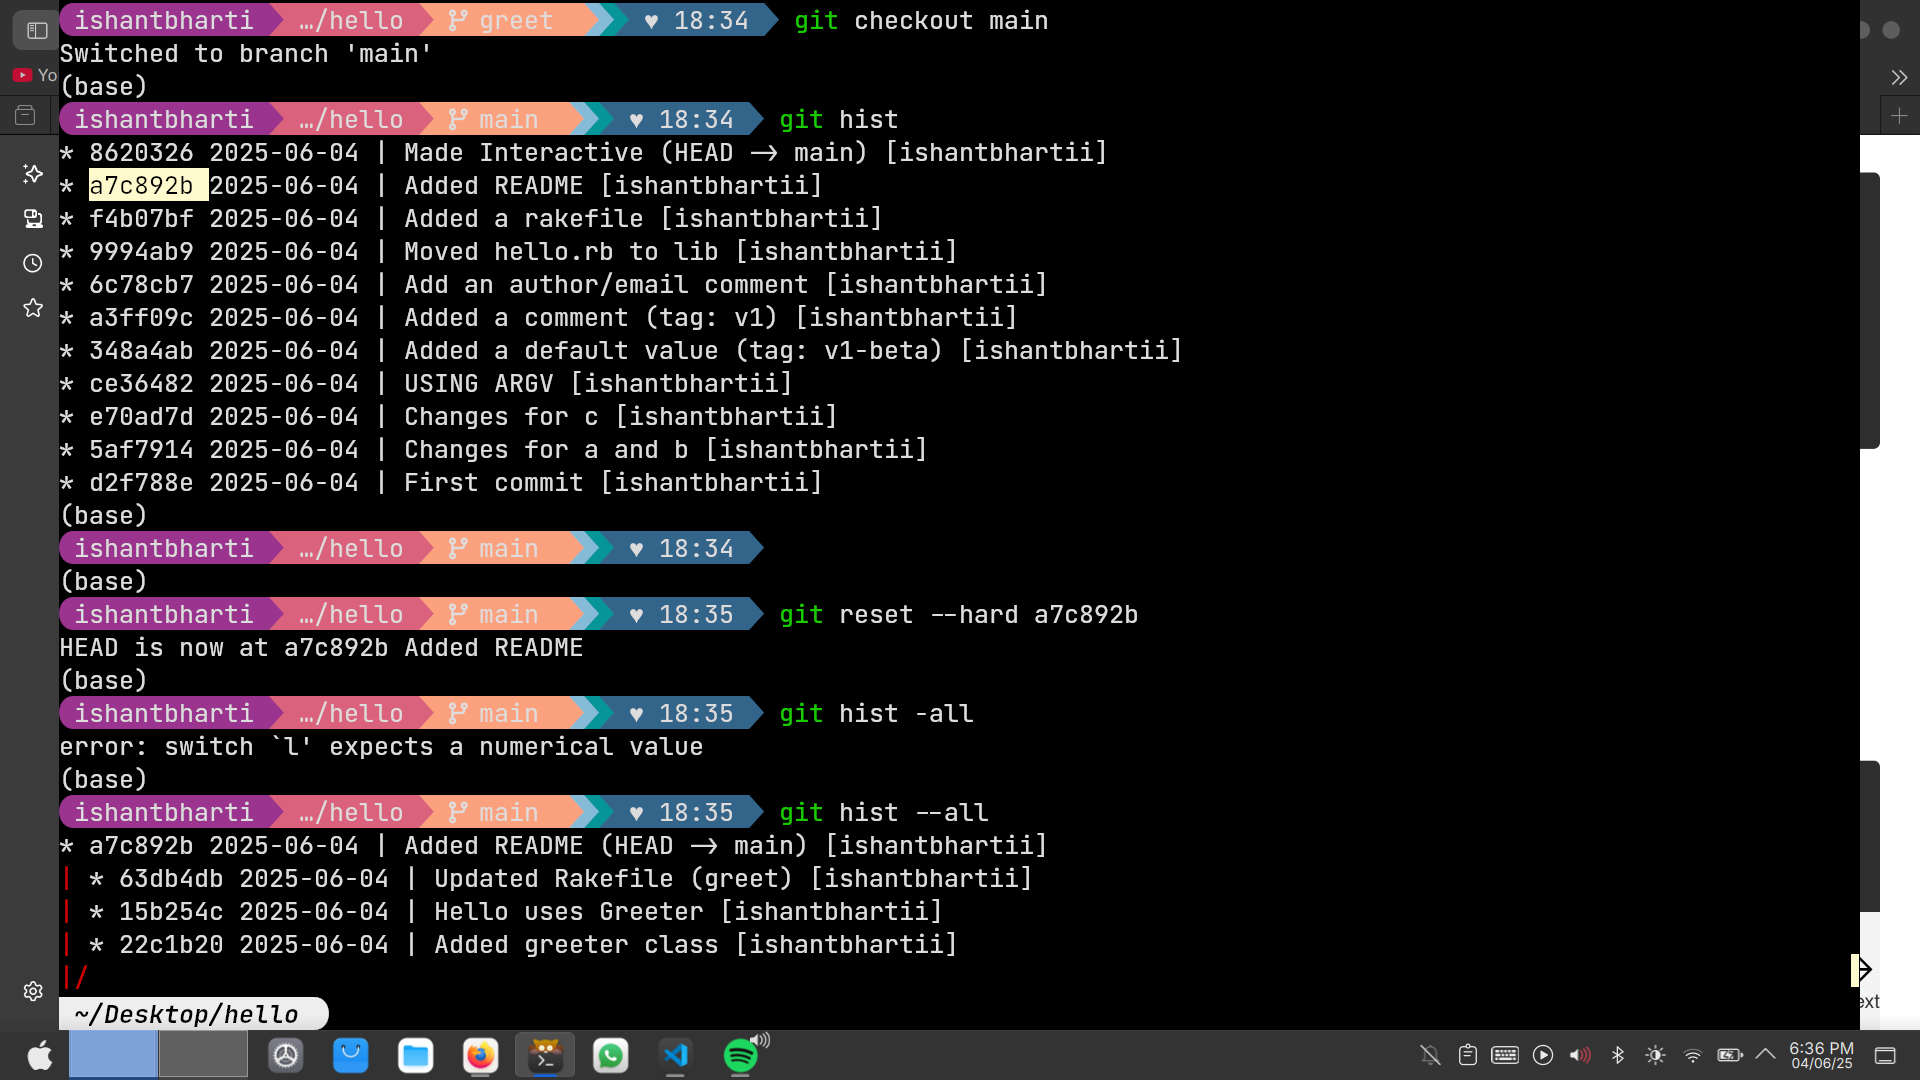 ishantbharti …/hello greet ♥ 18:34 git checkout main
Switched to branch 'main'
Yo
(base)
ishantbharti …/hello main ♥ 18:34 git hist
* 8620326 2025-06-04 | Made Interactive (HEAD -> main) [ishantbhartii]
* a7c892b 2025-06-04 | Added README [ishantbhartii]
* f4b07bf 2025-06-04 | Added a rakefile [ishantbhartii]
* 9994ab9 2025-06-04 | Moved hello.rb to lib [ishantbhartii]
* 6c78cb7 2025-06-04 | Add an author/email comment [ishantbhartii]
* a3ff09c 2025-06-04 | Added a comment (tag: v1) [ishantbhartii]
* 348a4ab 2025-06-04 | Added a default value (tag: v1-beta) [ishantbhartii]
* ce36482 2025-06-04 | USING ARGV [ishantbhartii]
* e70ad7d 2025-06-04 | Changes for c [ishantbhartii]
* 5af7914 2025-06-04 | Changes for a and b [ishantbhartii]
* d2f788e 2025-06-04 | First commit [ishantbhartii]
(base)
ishantbharti …/hello main ♥ 18:34
(base)
ishantbharti …/hello main ♥ 18:35 git reset --hard a7c892b
HEAD is now at a7c892b Added README
(base)
ishantbharti …/hello main ♥ 18:35 git hist -all
error: switch `l' expects a numerical value
(base)
ishantbharti …/hello main ♥ 18:35 git hist --all
* a7c892b 2025-06-04 | Added README (HEAD -> main) [ishantbhartii]
| * 63db4db 2025-06-04 | Updated Rakefile (greet) [ishantbhartii]
| * 15b254c 2025-06-04 | Hello uses Greeter [ishantbhartii]
| * 22c1b20 2025-06-04 | Added greeter class [ishantbhartii]
|/
ext
~/Desktop/hello
6:36 PM
04/06/25